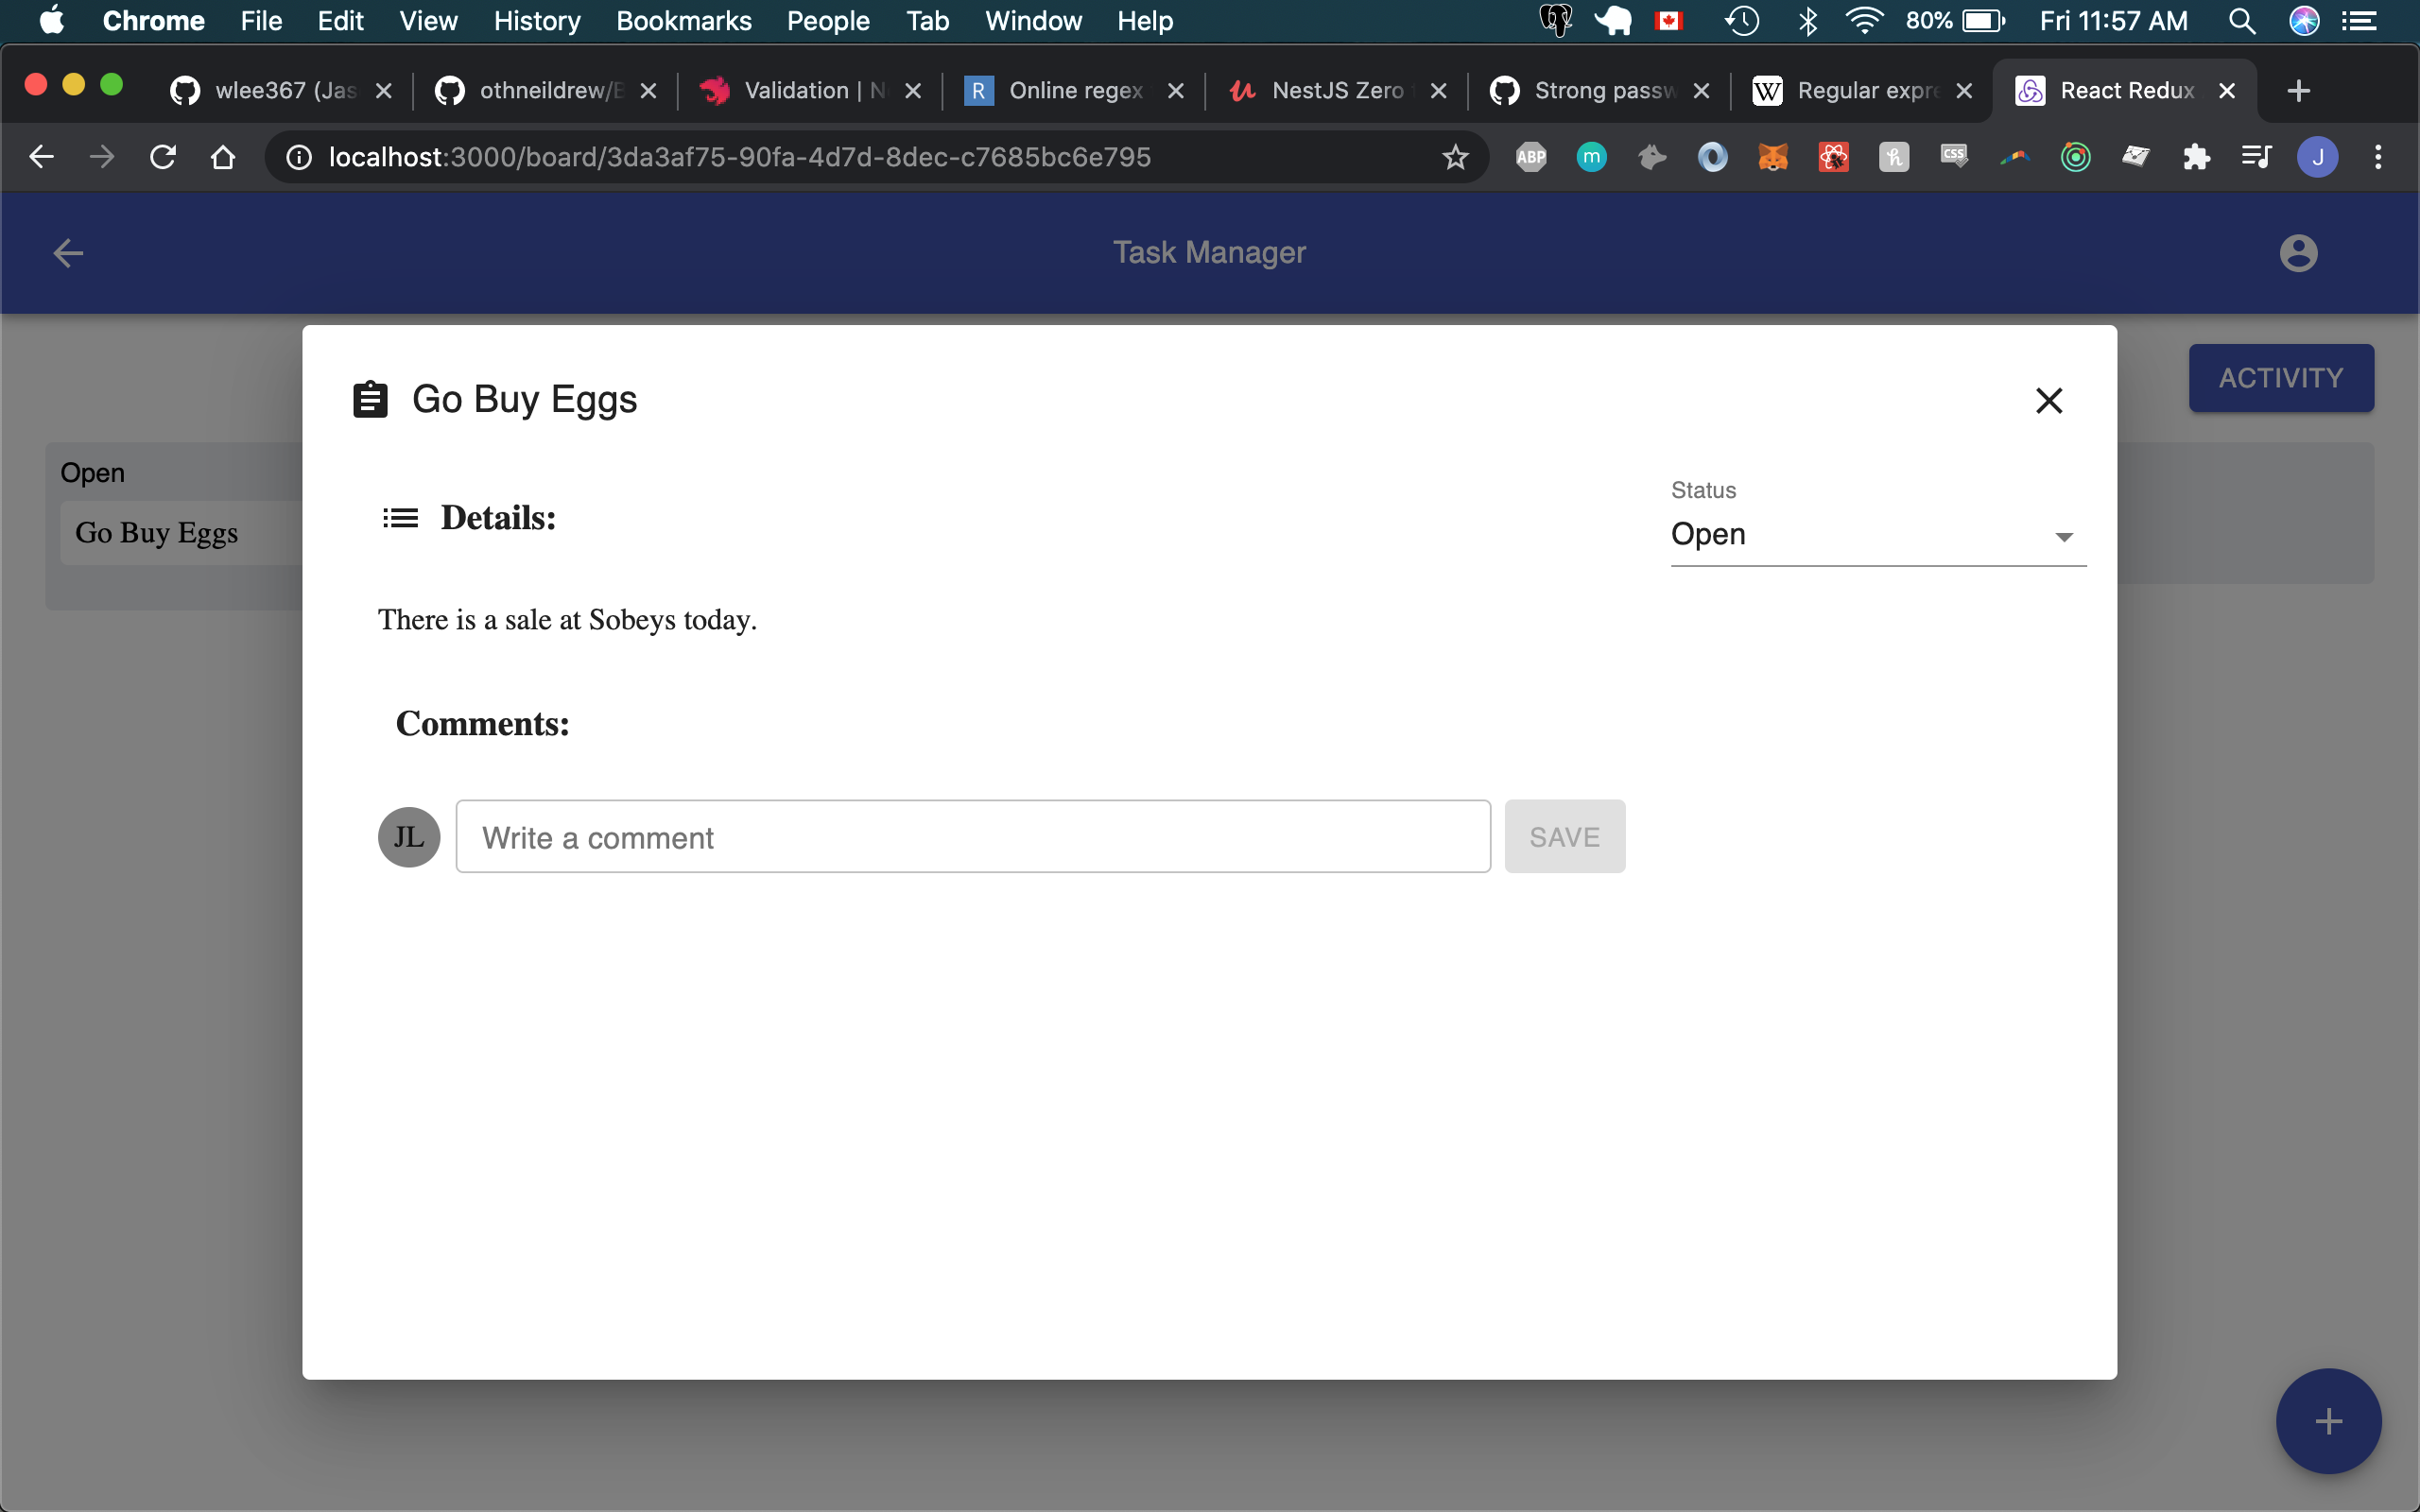 Chrome File Edit View History Bookmarks People Tab Window Help 80% Fri 11:57 AM
wlee367 (Jas othneildrew/B Validation | N R Online regex NestJS Zero Strong passw W Regular expre React Redux
localhost:3000/board/3da3af75-90fa-4d7d-8dec-c7685bc6e795 ABP m CSS J
Task Manager
ACTIVITY
Go Buy Eggs
Open
Go Buy Eggs
Details:
Status
Open
There is a sale at Sobeys today.
Comments:
JL Write a comment SAVE